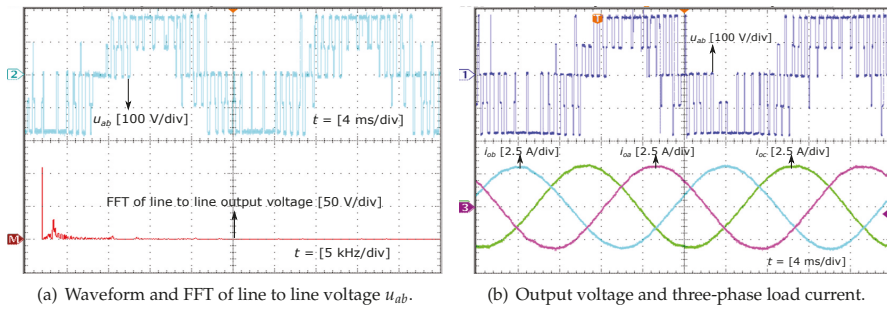 2
u_ab [100 V/div]
t = [4 ms/div]
FFT of line to line output voltage [50 V/div]
M
t = [5 kHz/div]
(a) Waveform and FFT of line to line voltage u_ab.
T
u_ab [100 V/div]
1
i_ob [2.5 A/div]
i_oa [2.5 A/div]
i_oc [2.5 A/div]
3
t = [4 ms/div]
(b) Output voltage and three-phase load current.